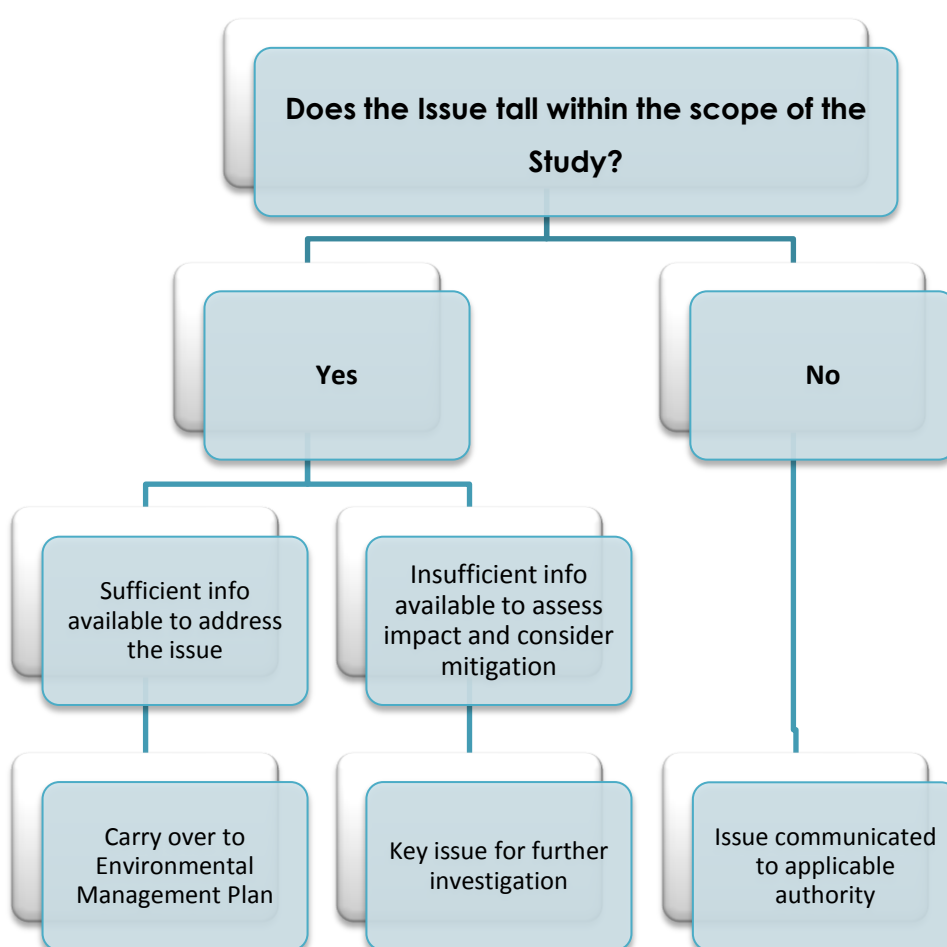 Does the Issue tall within the scope of the
Study?
Yes
No
Sufficient info
available to address
the issue
Insufficient info
available to assess
impact and consider
mitigation
Carry over to
Environmental
Management Plan
Key issue for further
investigation
Issue communicated
to applicable
authority